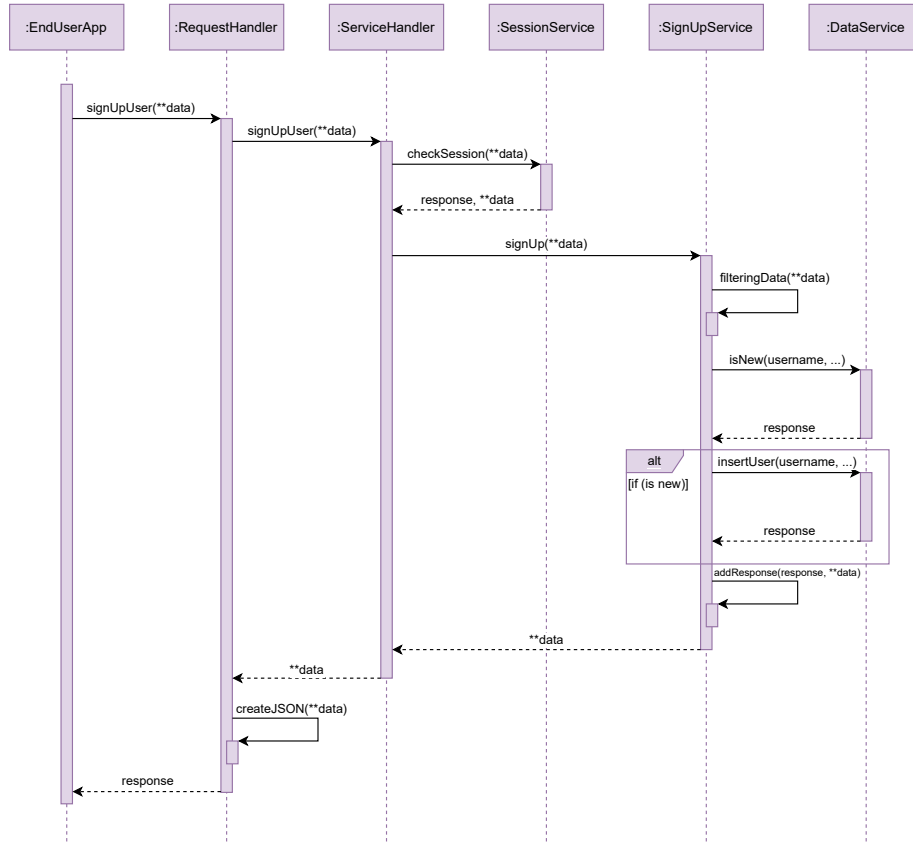 :EndUserApp
:RequestHandler
:ServiceHandler
:SessionService
:SignUpService
:DataService
signUpUser(**data)
signUpUser(**data)
checkSession(**data)
response, **data
signUp(**data)
filteringData(**data)
isNew(username, ...)
response
alt
insertUser(username, ...)
[if (is new)]
response
addResponse(response, **data)
**data
**data
createJSON(**data)
response